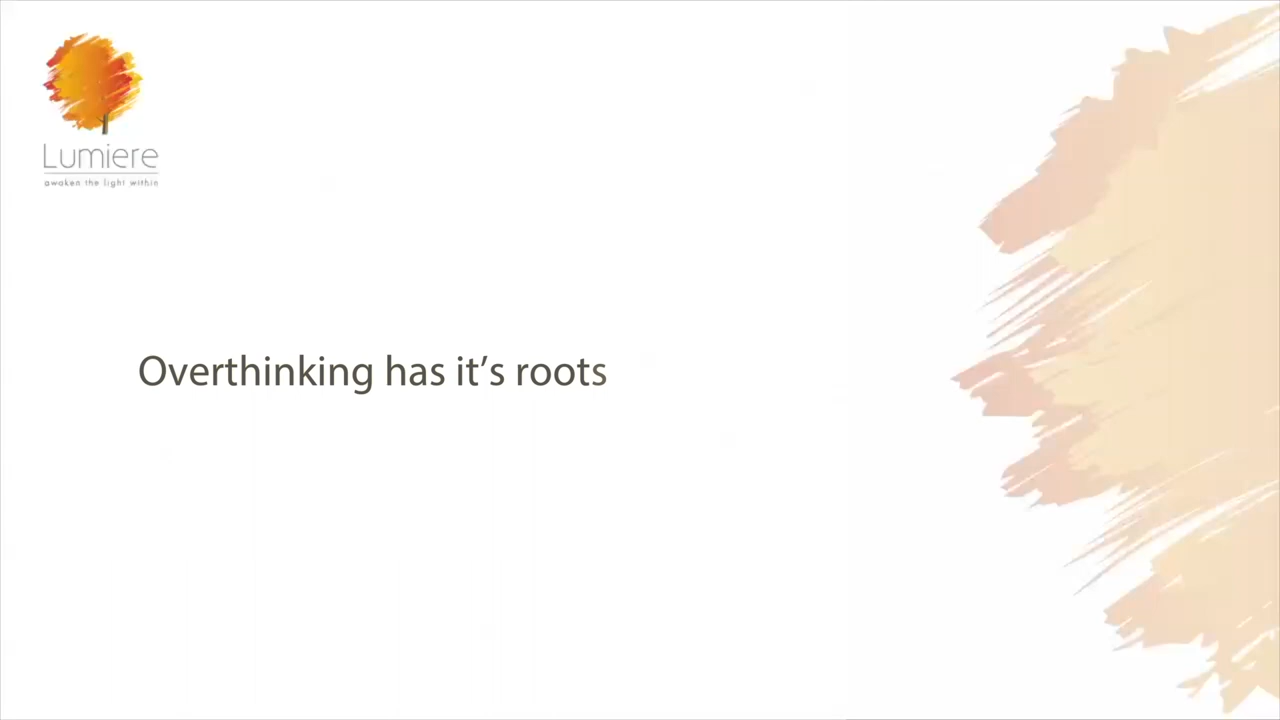 Lumiere
awaken the light within
Overthinking has it’s roots